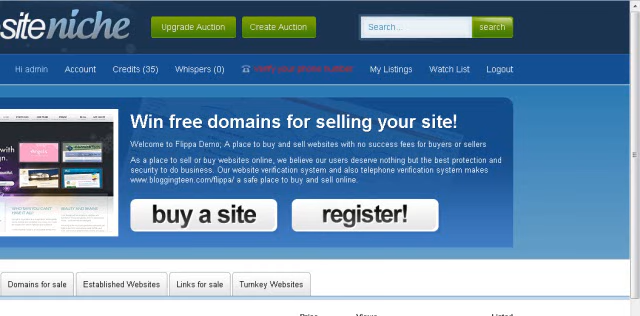 siteniche
Upgrade Auction
Create Auction
Search...
search
Hi admin
Account
Credits (35)
Whispers (0)
Verify your phone number
My Listings
Watch List
Logout
Win free domains for selling your site!
Welcome to Flippa Demo; A place to buy and sell websites with no success fees for buyers or sellers
As a place to sell or buy websites online, we believe our users deserve nothing but the best protection and
security to do business. Our website verification system and also telephone verification system makes
www.bloggingteen.com/flippa/ a safe place to buy and sell online.
buy a site
register!
Domains for sale
Established Websites
Links for sale
Turnkey Websites